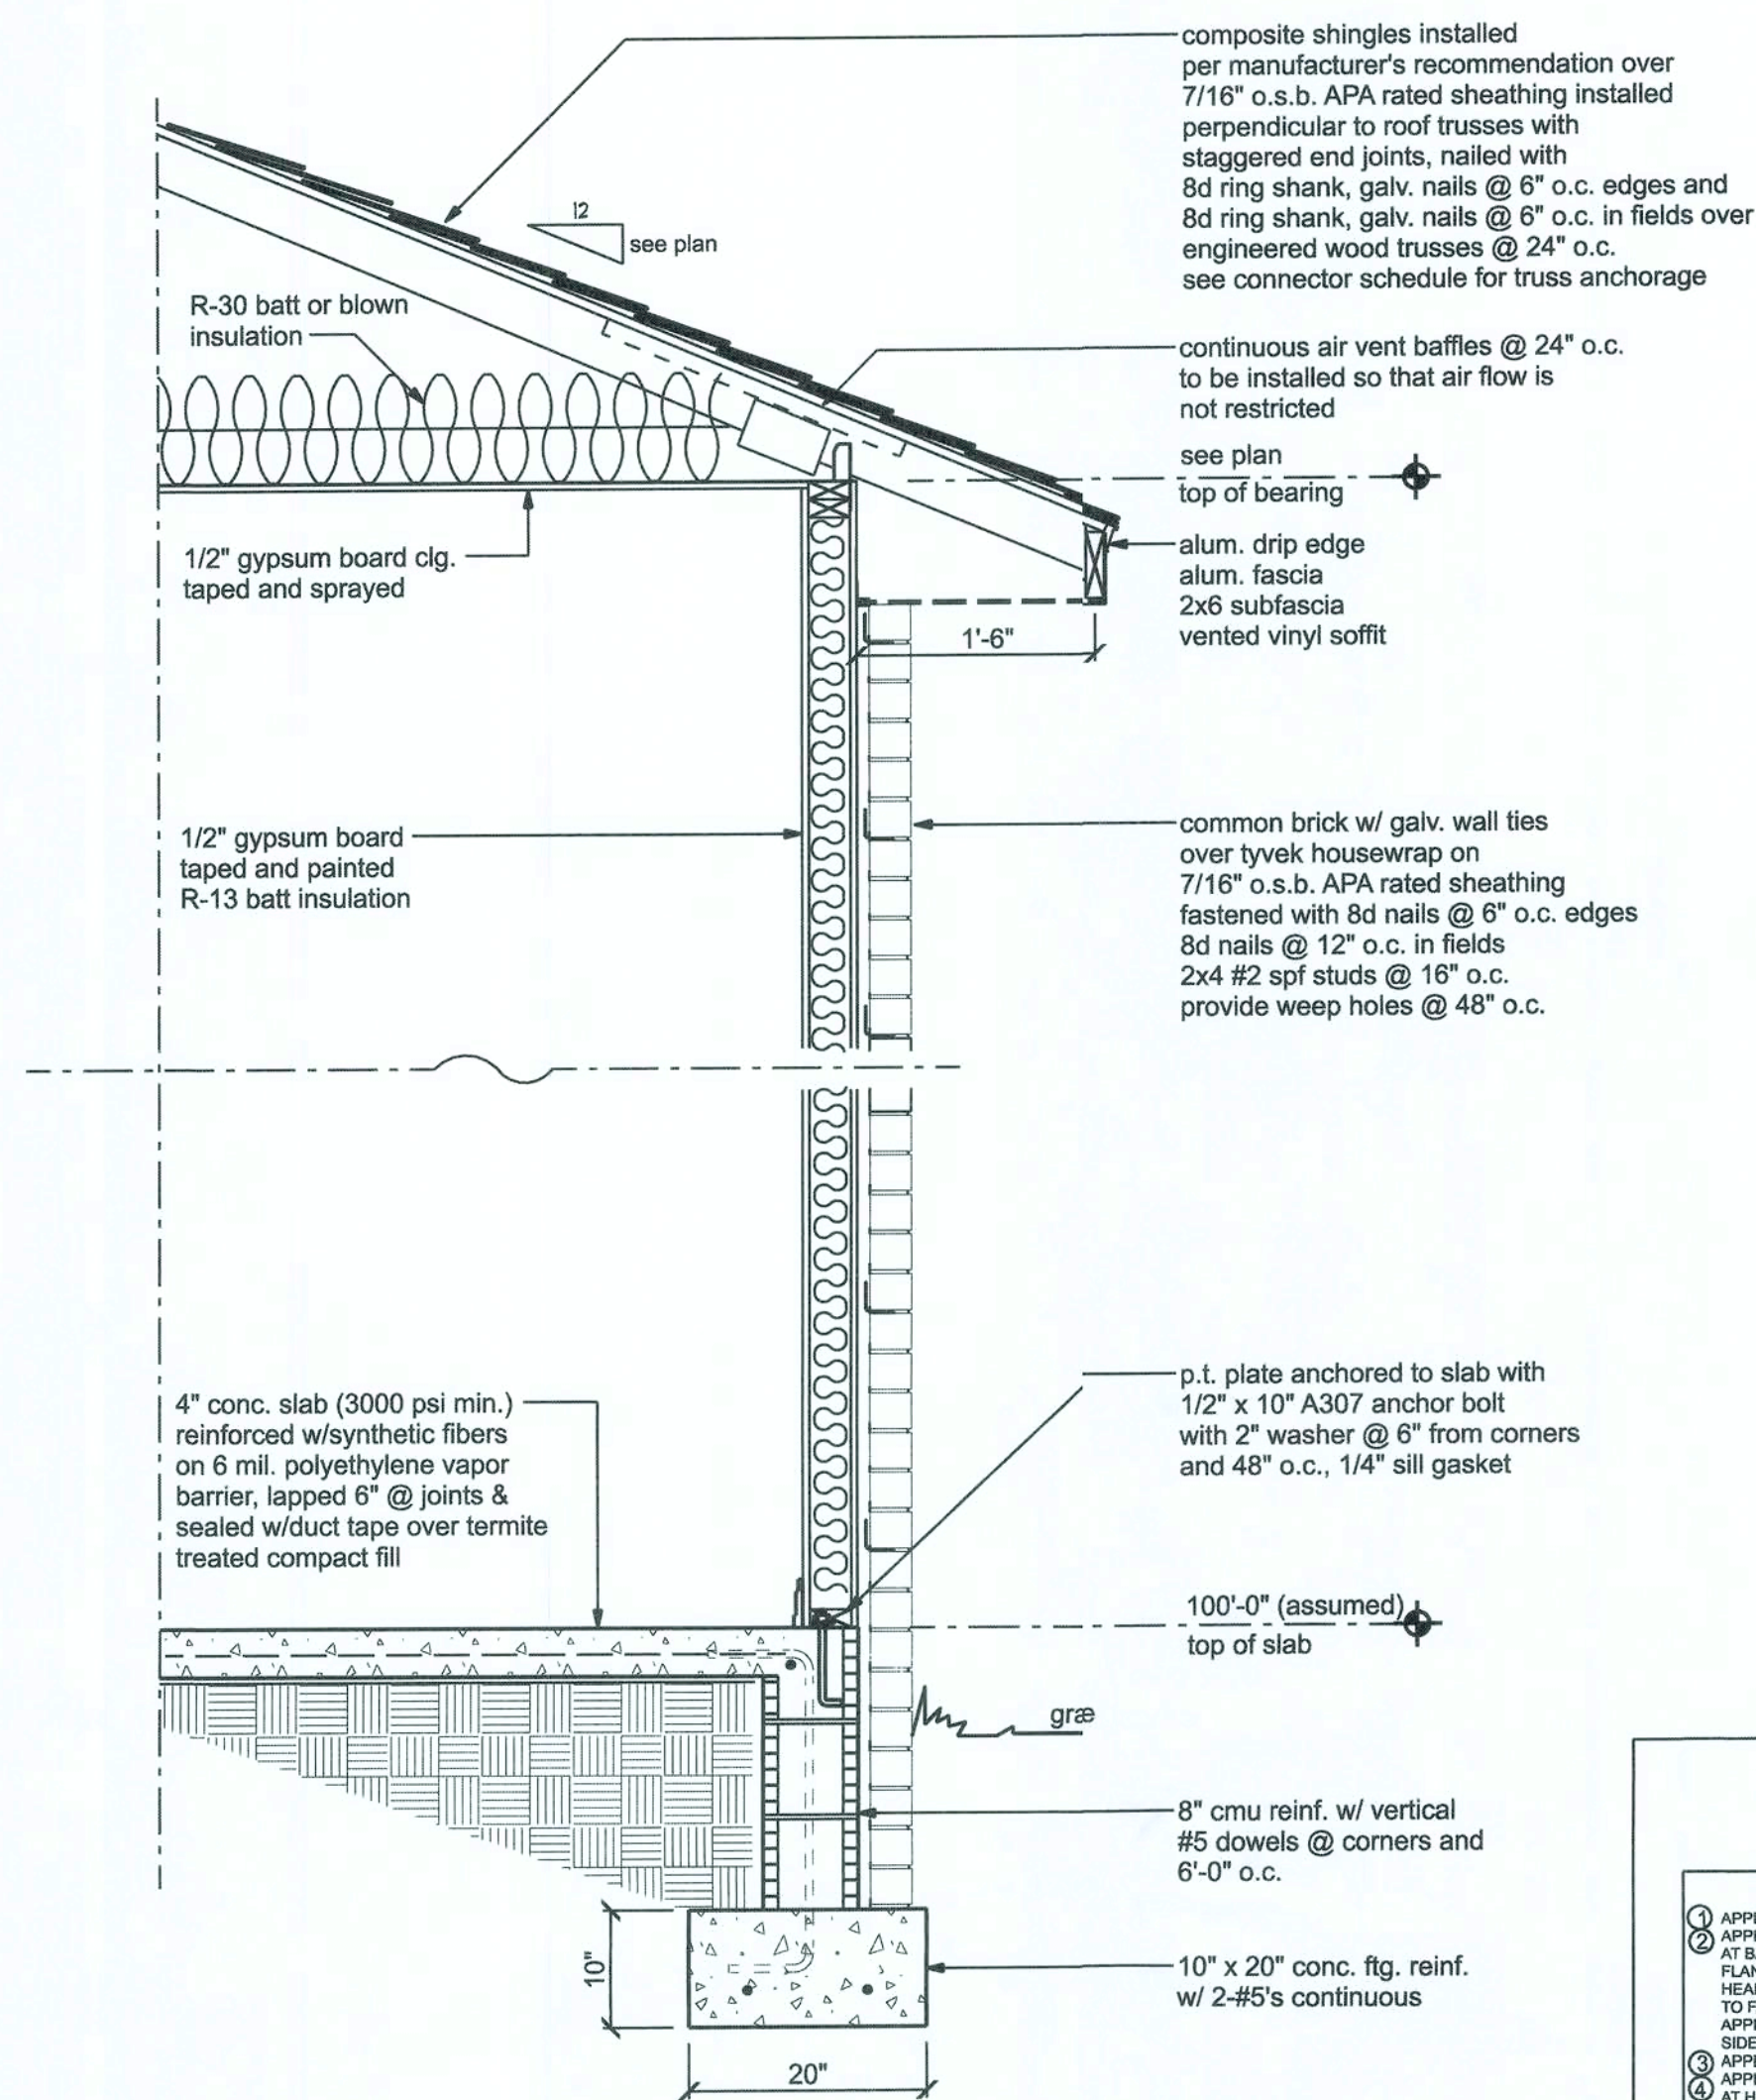 composite shingles installed
per manufacturer's recommendation over
7/16" o.s.b. APA rated sheathing installed
perpendicular to roof trusses with
staggered end joints, nailed with
8d ring shank, galv. nails @ 6" o.c. edges and
8d ring shank, galv. nails @ 6" o.c. in fields over
engineered wood trusses @ 24" o.c.
see connector schedule for truss anchorage
12
see plan
R-30 batt or blown
insulation
continuous air vent baffles @ 24" o.c.
to be installed so that air flow is
not restricted
see plan
top of bearing
1/2" gypsum board clg.
taped and sprayed
alum. drip edge
alum. fascia
2x6 subfascia
vented vinyl soffit
1'-6"
1/2" gypsum board
taped and painted
R-13 batt insulation
common brick w/ galv. wall ties
over tyvek housewrap on
7/16" o.s.b. APA rated sheathing
fastened with 8d nails @ 6" o.c. edges
8d nails @ 12" o.c. in fields
2x4 #2 spf studs @ 16" o.c.
provide weep holes @ 48" o.c.
4" conc. slab (3000 psi min.)
reinforced w/synthetic fibers
on 6 mil. polyethylene vapor
barrier, lapped 6" @ joints &
sealed w/duct tape over termite
treated compact fill
p.t. plate anchored to slab with
1/2" x 10" A307 anchor bolt
with 2" washer @ 6" from corners
and 48" o.c., 1/4" sill gasket
100'-0" (assumed)
top of slab
græ
8" cmu reinf. w/ vertical
#5 dowels @ corners and
6'-0" o.c.
10"
10" x 20" conc. ftg. reinf.
w/ 2-#5's continuous
20"
1
2
AT
TO
SIDE
3
4
AT